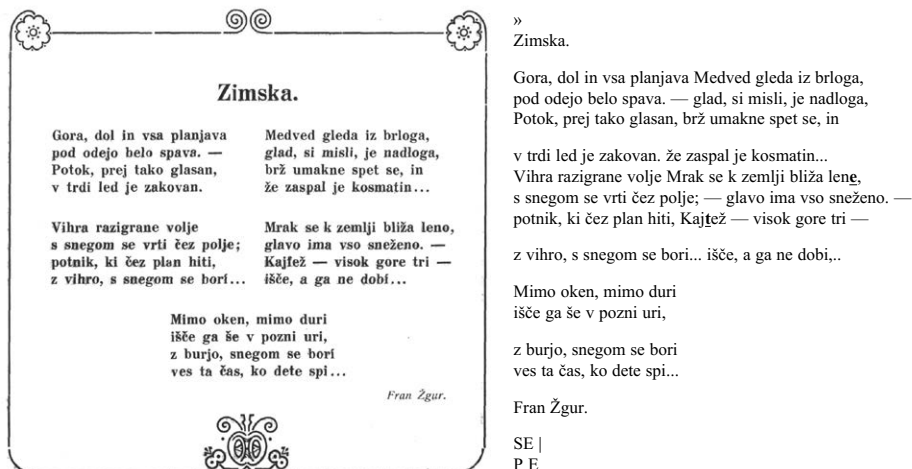 Zimska.
Gora, dol in vsa planjava
pod odejo belo spava. —
Potok, prej tako glasan,
v trdi led je zakovan.
Medved gleda iz brloga,
glad, si misli, je nadloga,
brž umakne spet se, in
že zaspal je kosmatin...
Vihra razigrane volje
s snegom se vrti čez polje;
potnik, ki čez plan hiti,
z vihro, s snegom se borí...
Mrak se k zemlji bliža leno,
glavo ima vso sneženo. —
Kajtež — visok gore tri —
išče, a ga ne dobí...
Mimo oken, mimo duri
išče ga še v pozni uri,
z burjo, snegom se borí
ves ta čas, ko dete spi...
Fran Žgur.
»
Zimska.
Gora, dol in vsa planjava Medved gleda iz brloga,
pod odejo belo spava. — glad, si misli, je nadloga,
Potok, prej tako glasan, brž umakne spet se, in
v trdi led je zakovan. že zaspal je kosmatin...
Vihra razigrane volje Mrak se k zemlji bliža lene,
s snegom se vrti čez polje; — glavo ima vso sneženo. —
potnik, ki čez plan hiti, Kajtež — visok gore tri —
z vihro, s snegom se bori... išče, a ga ne dobi,..
Mimo oken, mimo duri
išče ga še v pozni uri,
z burjo, snegom se bori
ves ta čas, ko dete spi...
Fran Žgur.
SE |
P E